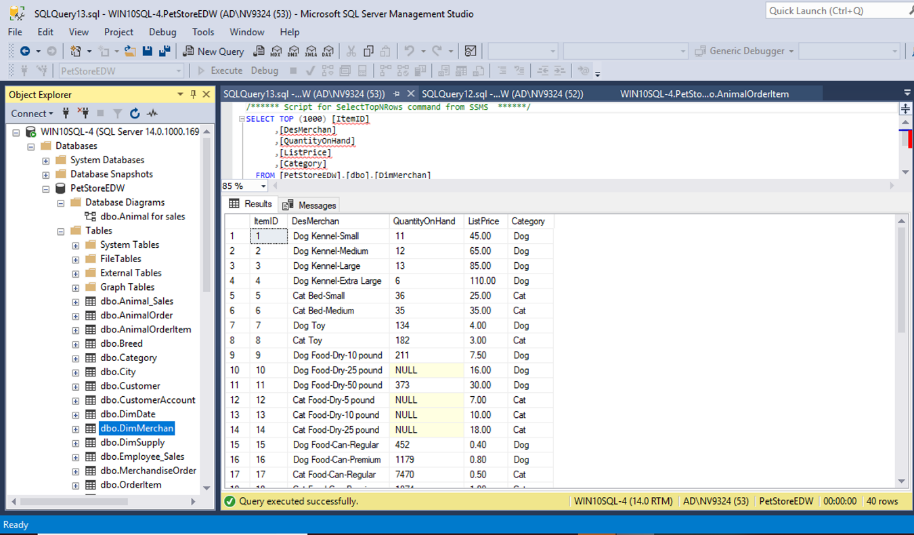 SQLQuery13.sql - WIN10SQL-4.PetStoreEDW (AD\NV9324 (53)) - Microsoft SQL Server Management Studio
Quick Launch (Ctrl+Q)
File Edit View Project Debug Tools Window Help
New Query
Generic Debugger
PetStoreEDW
Execute Debug
Object Explorer
SQLQuery13.sql -...W (AD\NV9324 (53))
SQLQuery12.sql -...W (AD\NV9324 (52))
WIN10SQL-4.PetSto...o.AnimalOrderItem
Connect
WIN10SQL-4 (SQL Server 14.0.1000.169
Databases
System Databases
Database Snapshots
PetStoreEDW
Database Diagrams
dbo.Animal for sales
Tables
System Tables
FileTables
External Tables
Graph Tables
dbo.Animal_Sales
dbo.AnimalOrder
dbo.AnimalOrderItem
dbo.Breed
dbo.Category
dbo.City
dbo.Customer
dbo.CustomerAccount
dbo.DimDate
dbo.DimMerchan
dbo.DimSupply
dbo.Employee_Sales
dbo.MerchandiseOrder
dbo.OrderItem
/****** Script for SelectTopNRows command from SSMS ******/
SELECT TOP (1000) [ItemID]
,[DesMerchan]
,[QuantityOnHand]
,[ListPrice]
,[Category]
FROM [PetStoreEDW].[dbo].[DimMerchan]
85 %
Results Messages
ItemID DesMerchan QuantityOnHand ListPrice Category
1 1 Dog Kennel-Small 11 45.00 Dog
2 2 Dog Kennel-Medium 12 65.00 Dog
3 3 Dog Kennel-Large 13 85.00 Dog
4 4 Dog Kennel-Extra Large 6 110.00 Dog
5 5 Cat Bed-Small 36 25.00 Cat
6 6 Cat Bed-Medium 35 35.00 Cat
7 7 Dog Toy 134 4.00 Dog
8 8 Cat Toy 182 3.00 Cat
9 9 Dog Food-Dry-10 pound 211 7.50 Dog
10 10 Dog Food-Dry-25 pound NULL 16.00 Dog
11 11 Dog Food-Dry-50 pound 373 30.00 Dog
12 12 Cat Food-Dry-5 pound NULL 7.00 Cat
13 13 Cat Food-Dry-10 pound NULL 10.00 Cat
14 14 Cat Food-Dry-25 pound NULL 18.00 Cat
15 15 Dog Food-Can-Regular 452 0.40 Dog
16 16 Dog Food-Can-Premium 1179 0.80 Dog
17 17 Cat Food-Can-Regular 7470 0.50 Cat
Query executed successfully.
WIN10SQL-4 (14.0 RTM) AD\NV9324 (53) PetStoreEDW 00:00:00 40 rows
Ready